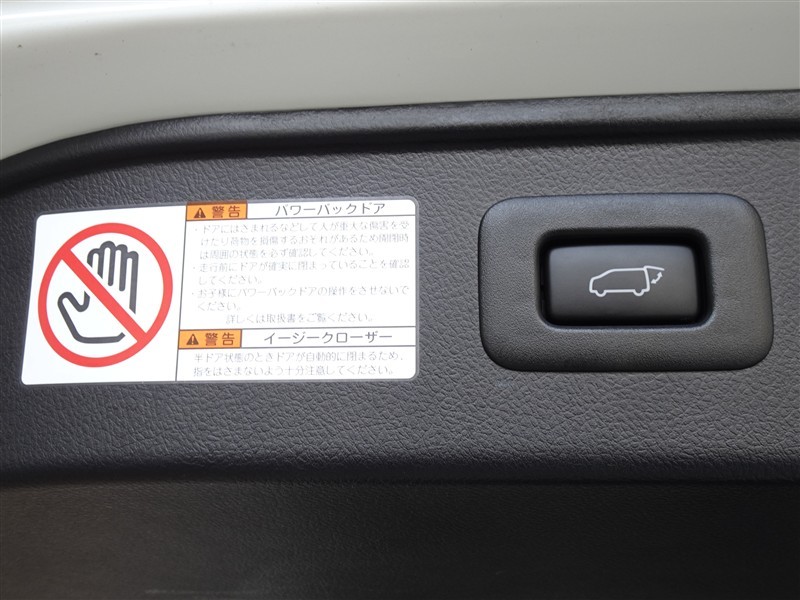 警告 パワーバックドア
・ドアにはさまれるなどして人が重大な傷害を受
けたり荷物を損傷するおそれがあるため開閉時
は周囲の状態を必ず確認してください。
・走行前にドアが確実に閉まっていることを確認
してください。
・お子様にパワーバックドアの操作をさせないで
ください。
詳しくは取扱書をご覧ください。
警告 イージークローザー
半ドア状態のときドアが自動的に閉まるため、
指をはさまないよう十分注意してください。